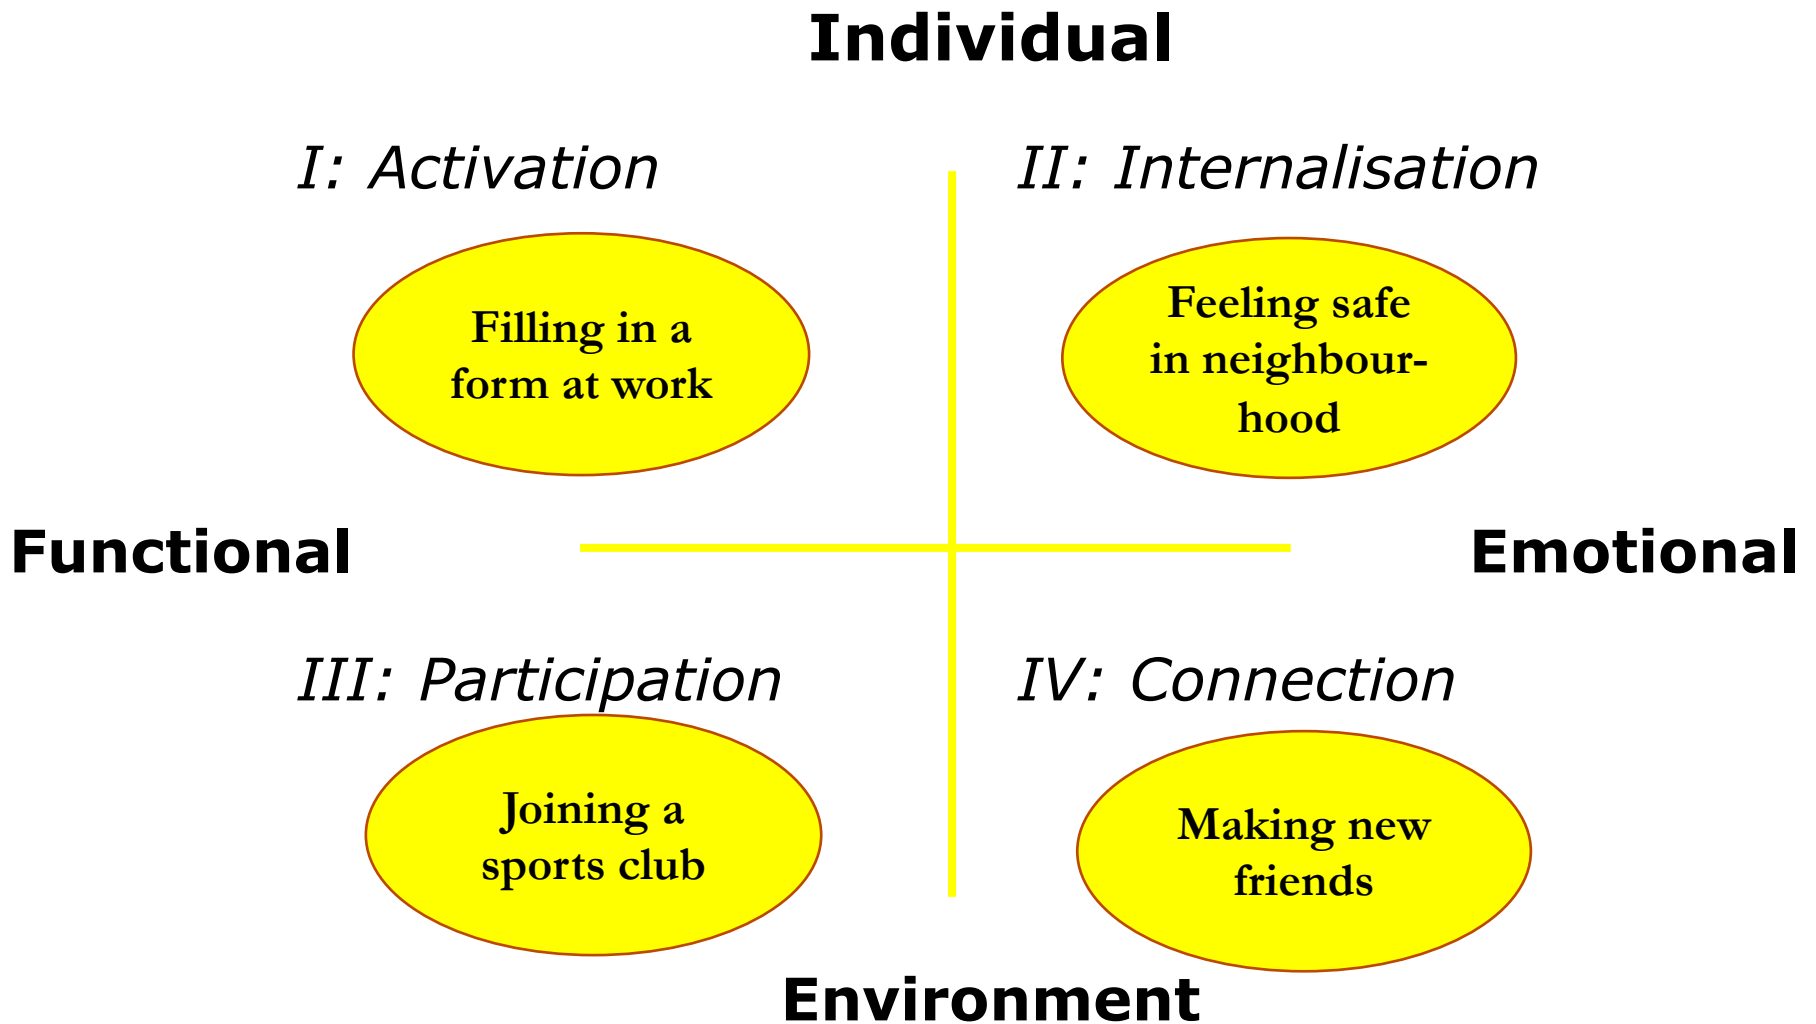 Individual
I: Activation
II: Internalisation
Filling in a
form at work
Feeling safe
in neighbour-
hood
Functional
Emotional
III: Participation
IV: Connection
Joining a
sports club
Making new
friends
Environment